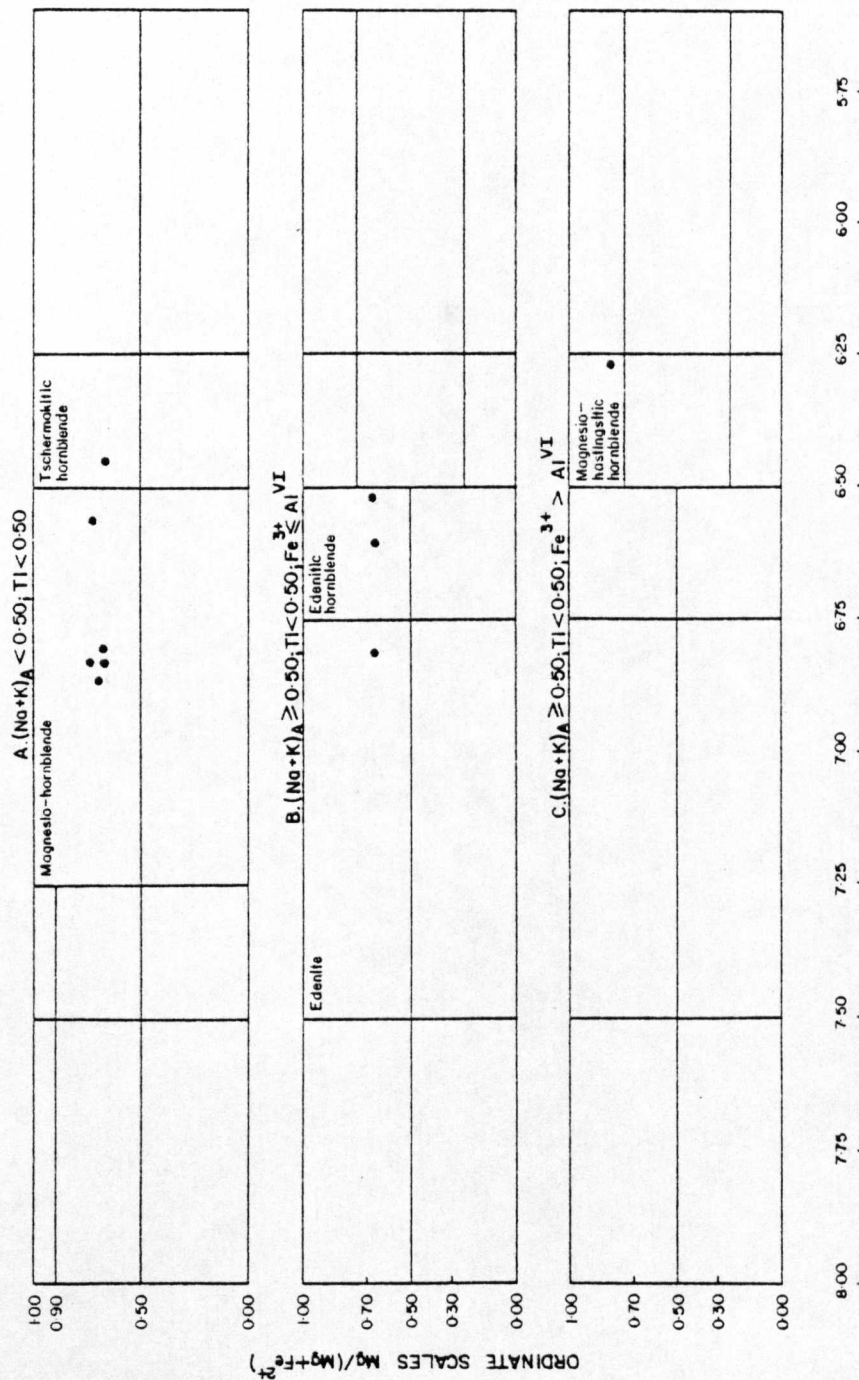 A.(Na+K)A < 0·50; Ti < 0·50
Magnesio-hornblende
Tschermakitic
hornblende
1·00
0·90
0·50
0·00
B.(Na+K)A ⩾ 0·50; Ti < 0·50; Fe3+ ⩽ AlVI
Edenite
Edenitic
hornblende
1·00
0·70
0·50
0·30
0·00
C.(Na+K)A ⩾ 0·50; Ti < 0·50; Fe3+ > AlVI
Magnesio-
hastingsitic
hornblende
1·00
0·70
0·50
0·30
0·00
ORDINATE SCALES Mg/(Mg+Fe2+)
8·00 7·75 7·50 7·25 7·00 6·75 6·50 6·25 6·00 5·75